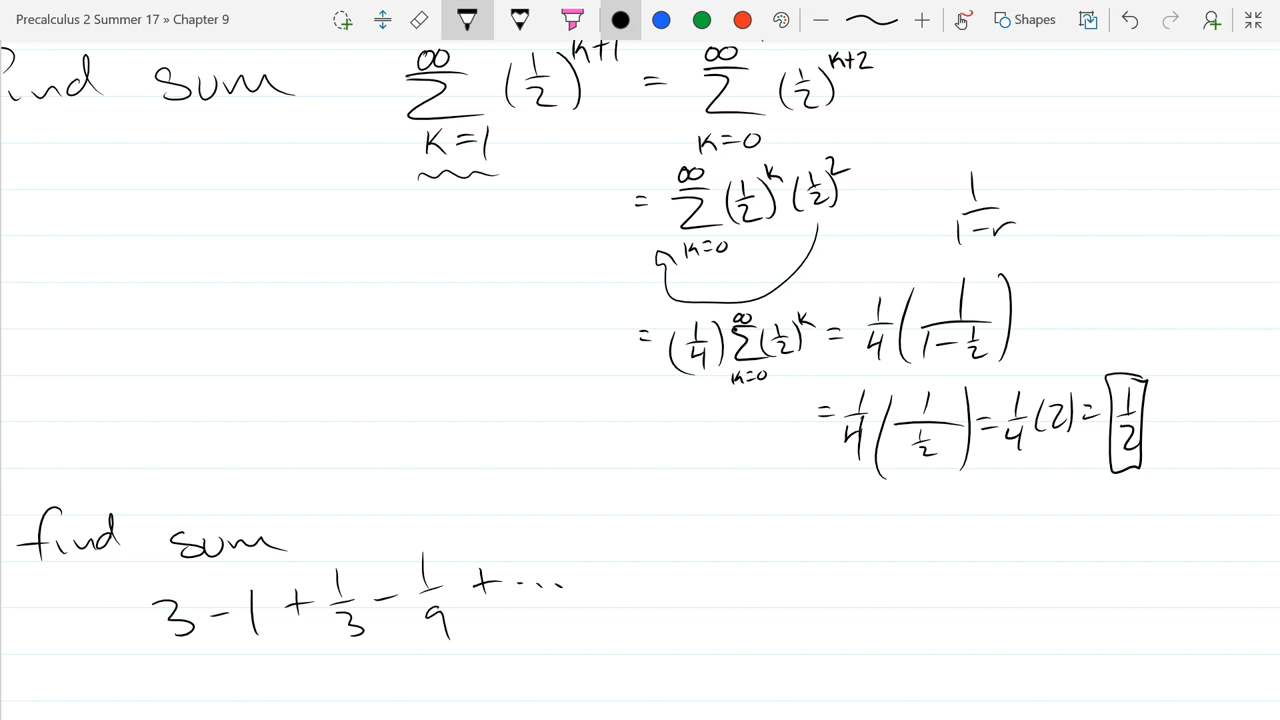 Precalculus 2 Summer 17 » Chapter 9
Shapes
find sum ∞∑k=1 (1/2)^k+1 = ∞∑k=0 (1/2)^k+2
= ∞∑k=0 (1/2)^k (1/2)^2
1/1-r
= (1/4) ∞∑k=0 (1/2)^k = 1/4 (1/1-1/2)
= 1/4 (1/1/2) = 1/4 (2) = 1/2
find sum
3 - 1 + 1/3 - 1/9 + ...